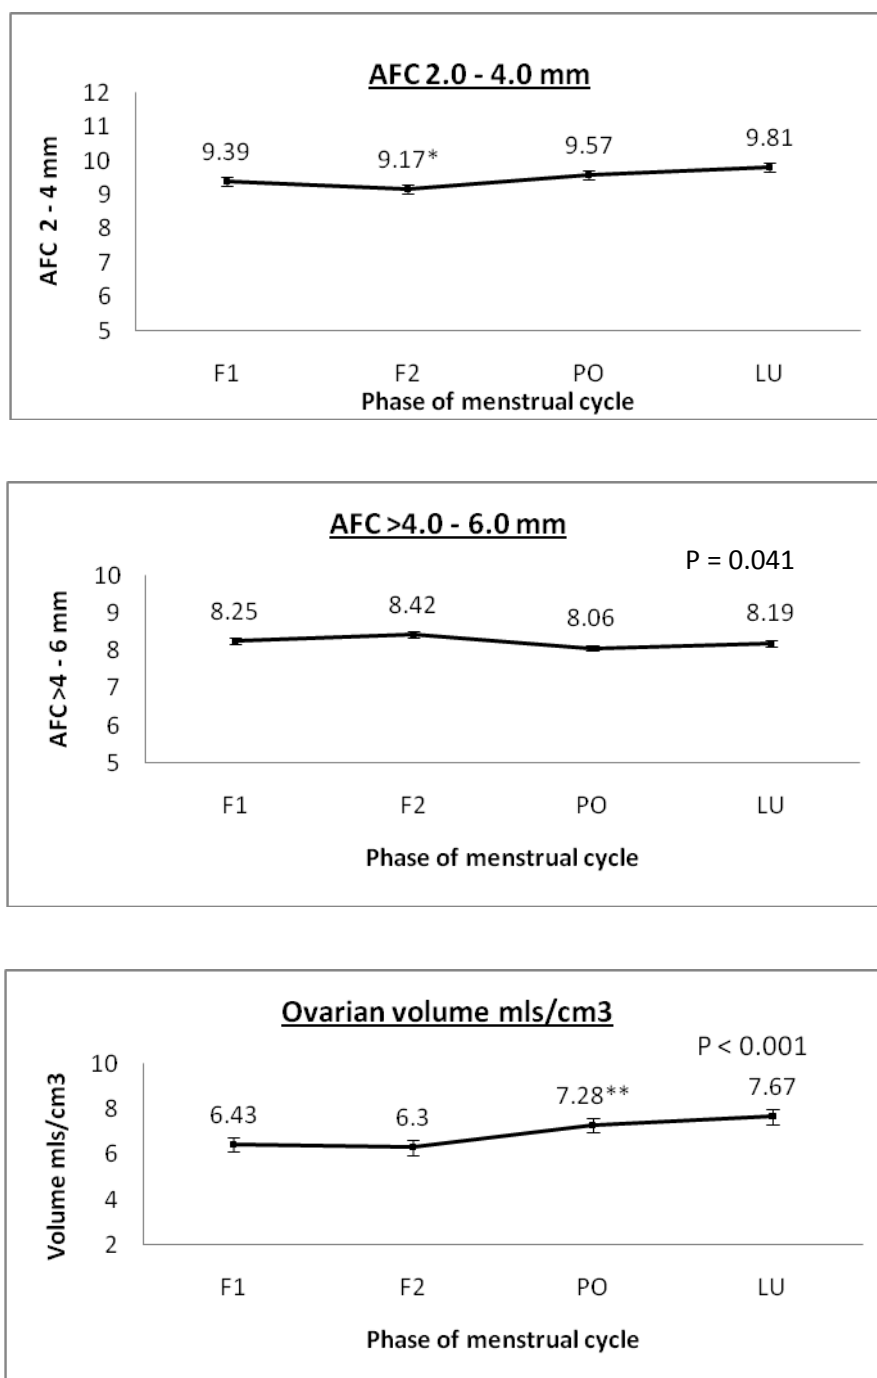 AFC 2.0 - 4.0 mm
AFC 2 - 4 mm
12
11
10
9
8
7
6
5
9.39
9.17*
9.57
9.81
F1 F2 PO LU
Phase of menstrual cycle
AFC >4.0 - 6.0 mm
P = 0.041
AFC >4 - 6 mm
10
9
8
7
6
5
8.25
8.42
8.06
8.19
F1 F2 PO LU
Phase of menstrual cycle
Ovarian volume mls/cm3
P < 0.001
Volume mls/cm3
10
8
6
4
2
6.43
6.3
7.28**
7.67
F1 F2 PO LU
Phase of menstrual cycle